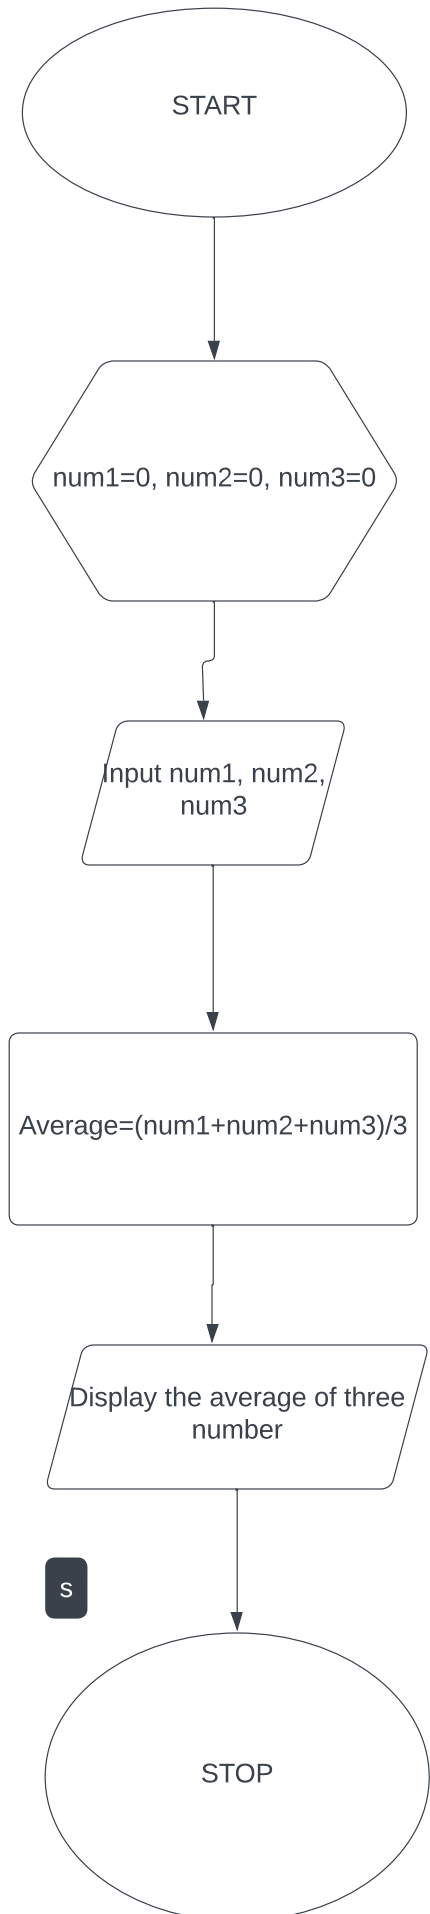 START
num1=0, num2=0, num3=0
Input num1, num2,
num3
Average=(num1+num2+num3)/3
Display the average of three
number
s
STOP